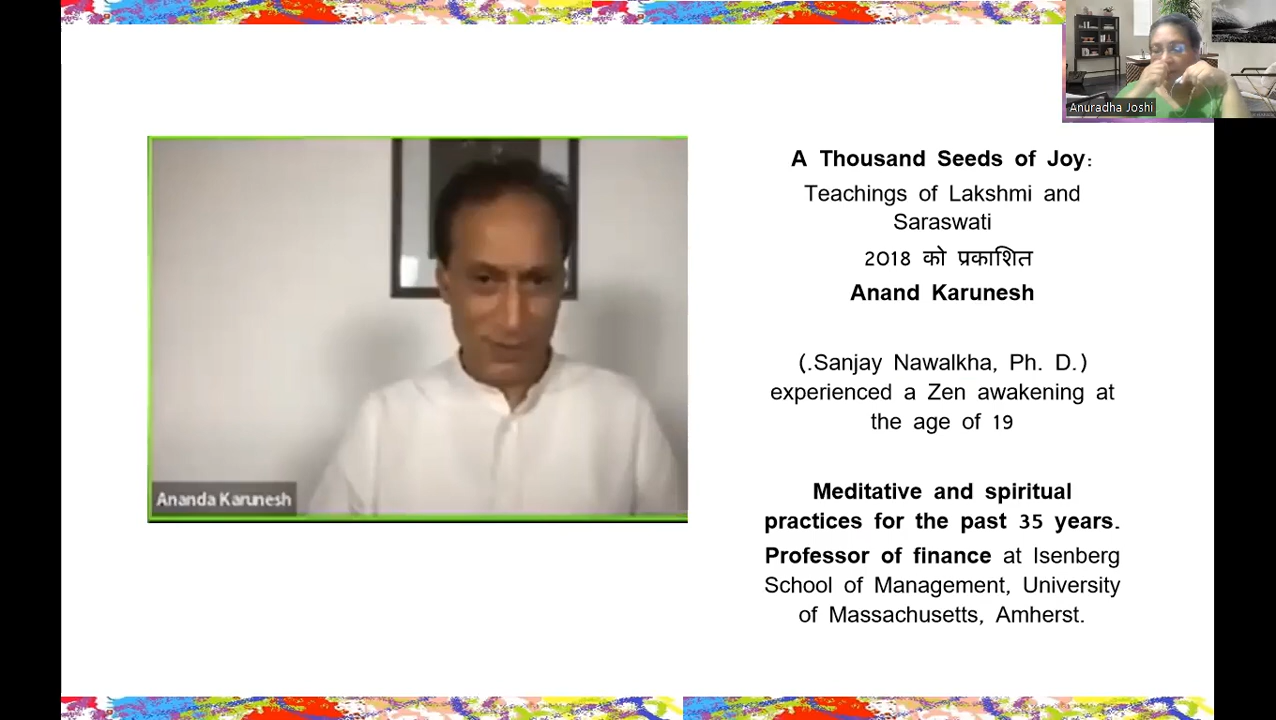 Anuradha Joshi
A Thousand Seeds of Joy:
Teachings of Lakshmi and
Saraswati
2018 को प्रकाशित
Anand Karunesh
(.Sanjay Nawalkha, Ph. D.)
experienced a Zen awakening at
the age of 19
Meditative and spiritual
practices for the past 35 years.
Professor of finance at Isenberg
School of Management, University
of Massachusetts, Amherst.
Ananda Karunesh